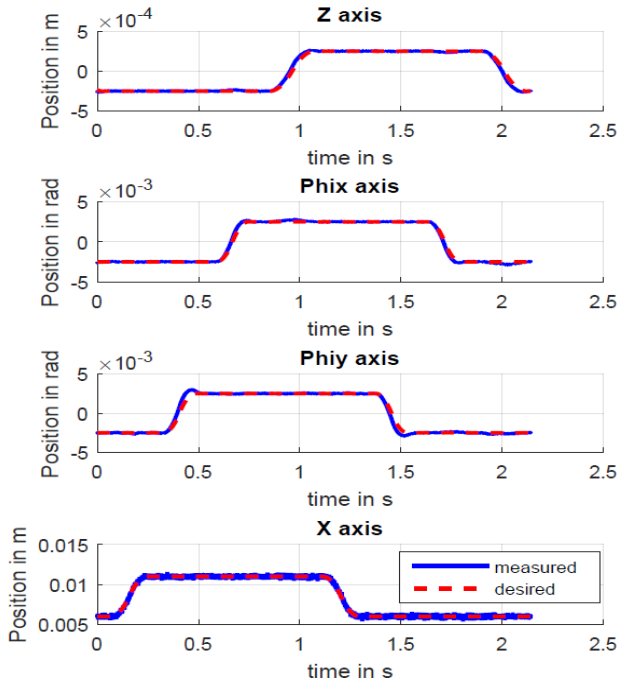 Z axis
×10⁻⁴
Position in m
5
0
-5
0 0.5 1 1.5 2 2.5
time in s
Phix axis
×10⁻³
Position in rad
5
0
-5
0 0.5 1 1.5 2 2.5
time in s
Phiy axis
×10⁻³
Position in rad
5
0
-5
0 0.5 1 1.5 2 2.5
time in s
X axis
Position in m
0.015
0.01
0.005
measured
desired
0 0.5 1 1.5 2 2.5
time in s